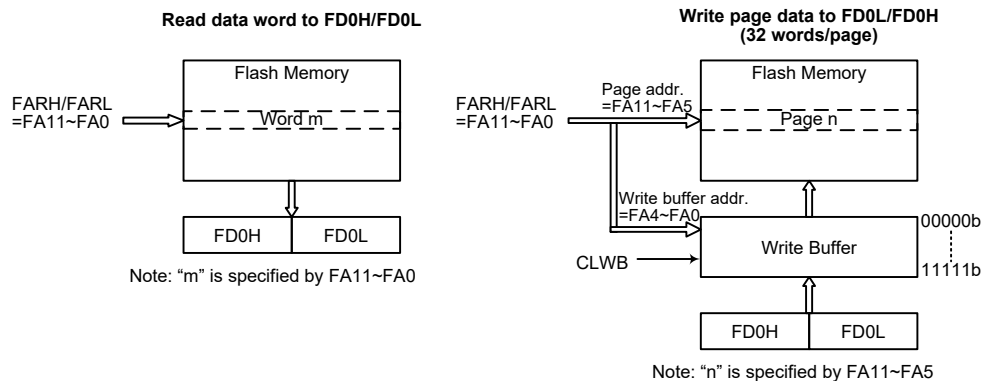 Read data word to FD0H/FD0L
Flash Memory
FARH/FARL
=FA11~FA0
Word m
FD0H
FD0L
Note: “m” is specified by FA11~FA0
Write page data to FD0L/FD0H
(32 words/page)
Flash Memory
Page addr.
=FA11~FA5
FARH/FARL
=FA11~FA0
Page n
Write buffer addr.
=FA4~FA0
00000b
Write Buffer
CLWB
11111b
FD0H
FD0L
Note: “n” is specified by FA11~FA5